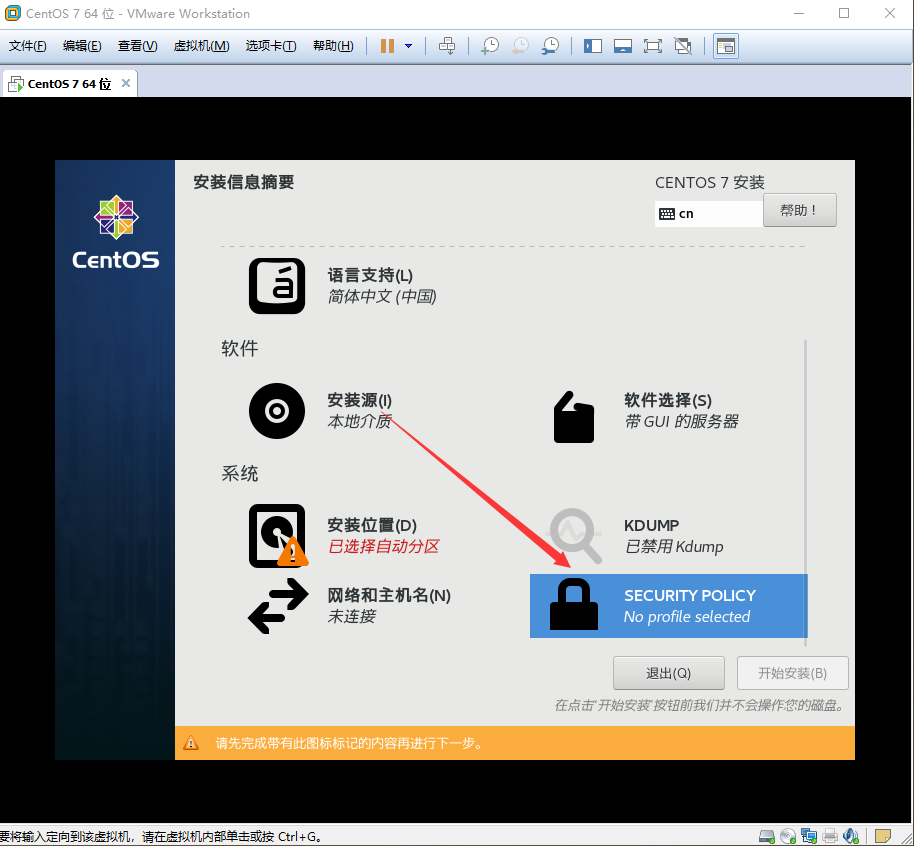 CentOS 7 64 位 - VMware Workstation
文件(F) 编辑(E) 查看(V) 虚拟机(M) 选项卡(T) 帮助(H)
CentOS 7 64 位
安装信息摘要
CENTOS 7 安装
cn
帮助！
CentOS
语言支持(L)
简体中文 (中国)
软件
安装源(I)
本地介质
软件选择(S)
带 GUI 的服务器
系统
安装位置(D)
已选择自动分区
KDUMP
已禁用 Kdump
网络和主机名(N)
未连接
SECURITY POLICY
No profile selected
退出(Q)
开始安装(B)
在点击“开始安装”按钮前我们并不会操作您的磁盘。
请先完成带有此图标标记的内容再进行下一步。
要将输入定向到该虚拟机，请在虚拟机内部单击或按 Ctrl+G。